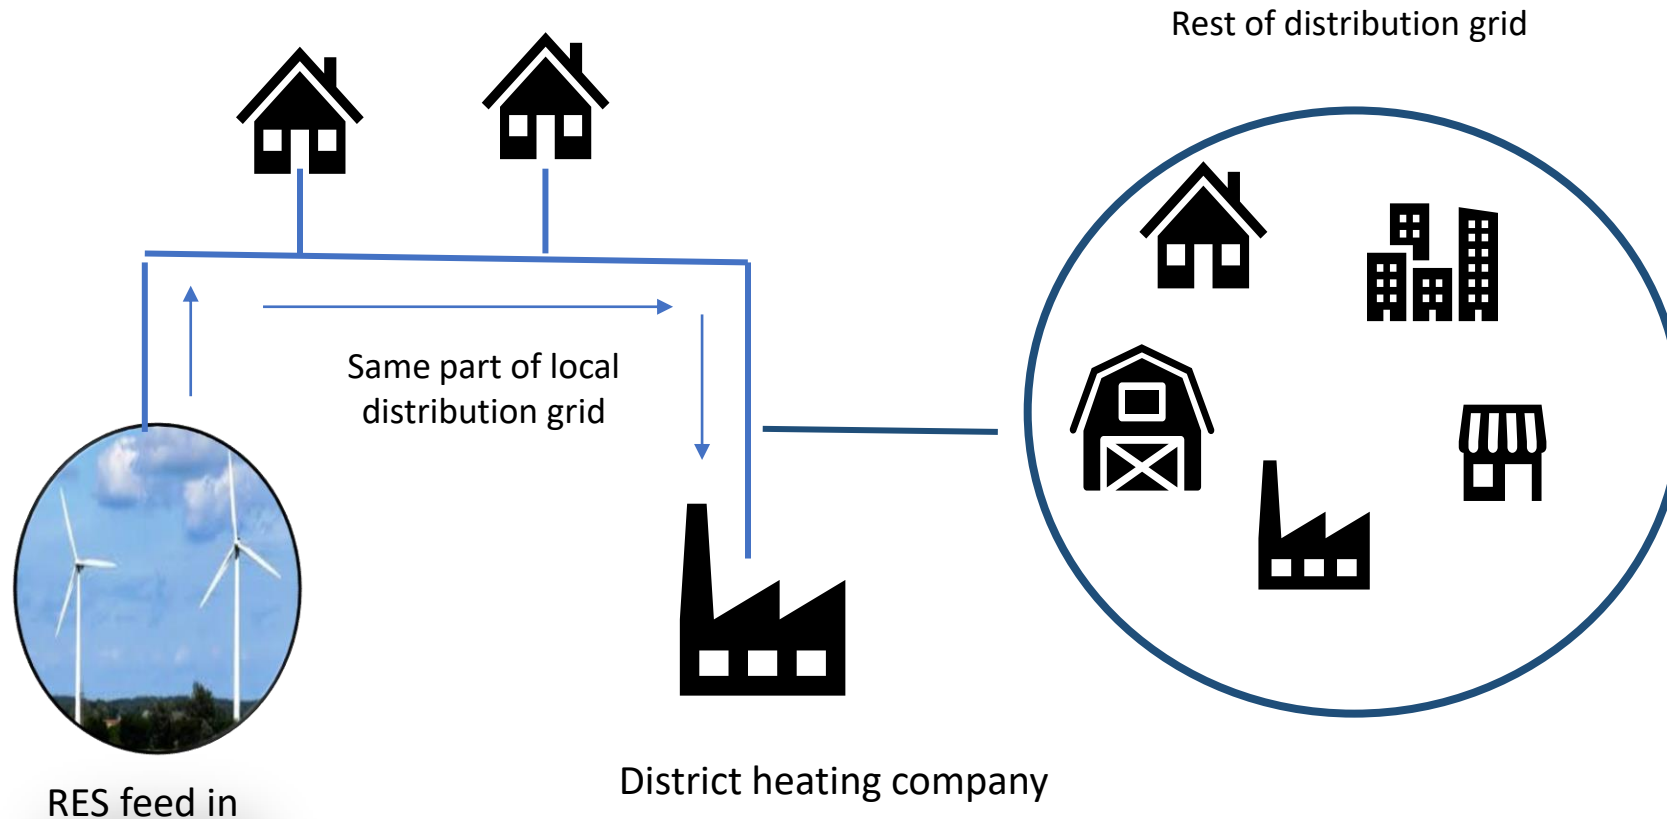 Rest of distribution grid
Same part of local
distribution grid
District heating company
RES feed in